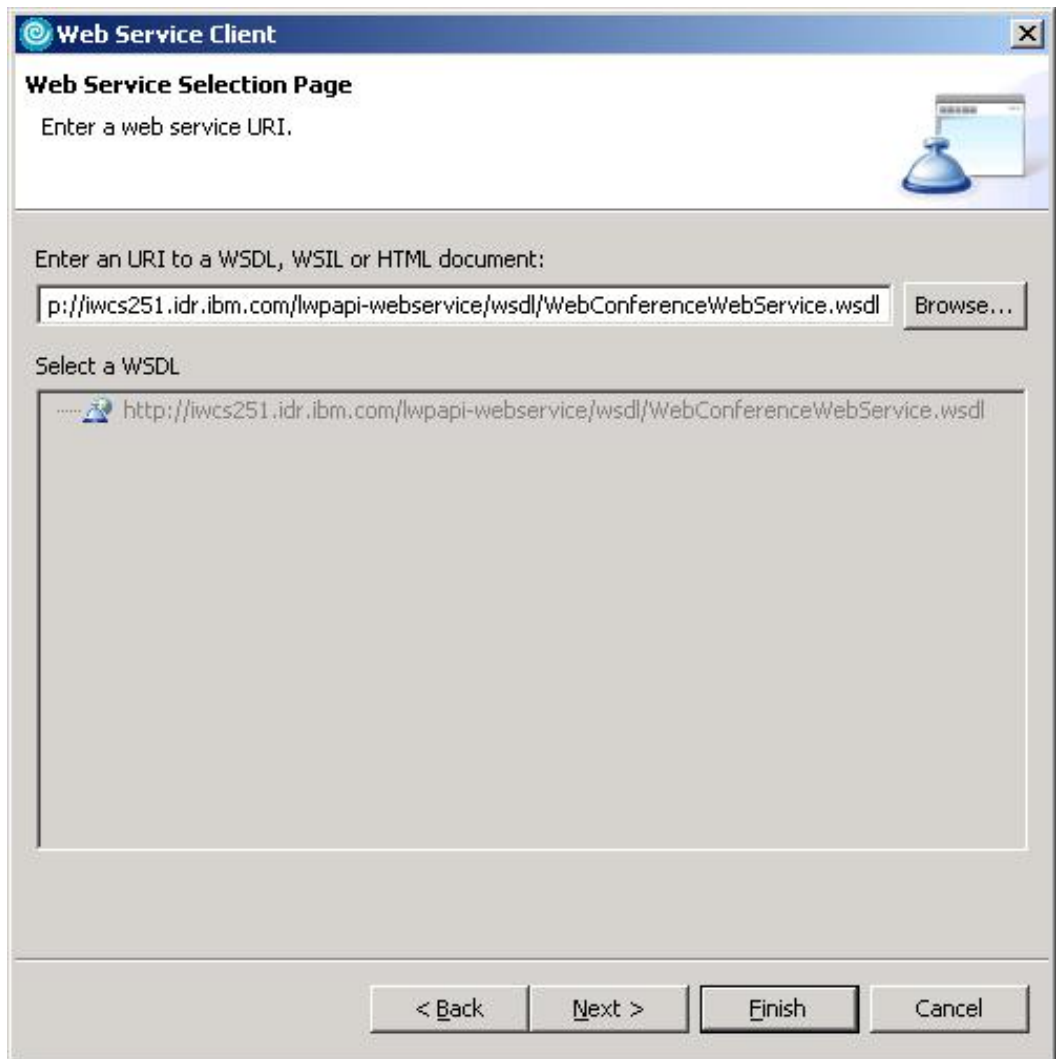 Web Service Client
Web Service Selection Page
Enter a web service URI.
Enter an URI to a WSDL, WSIL or HTML document:
p://iwcs251.idr.ibm.com/lwpapi-webservice/wsdl/WebConferenceWebService.wsdl Browse...
Select a WSDL
http://iwcs251.idr.ibm.com/lwpapi-webservice/wsdl/WebConferenceWebService.wsdl
< Back Next > Finish Cancel